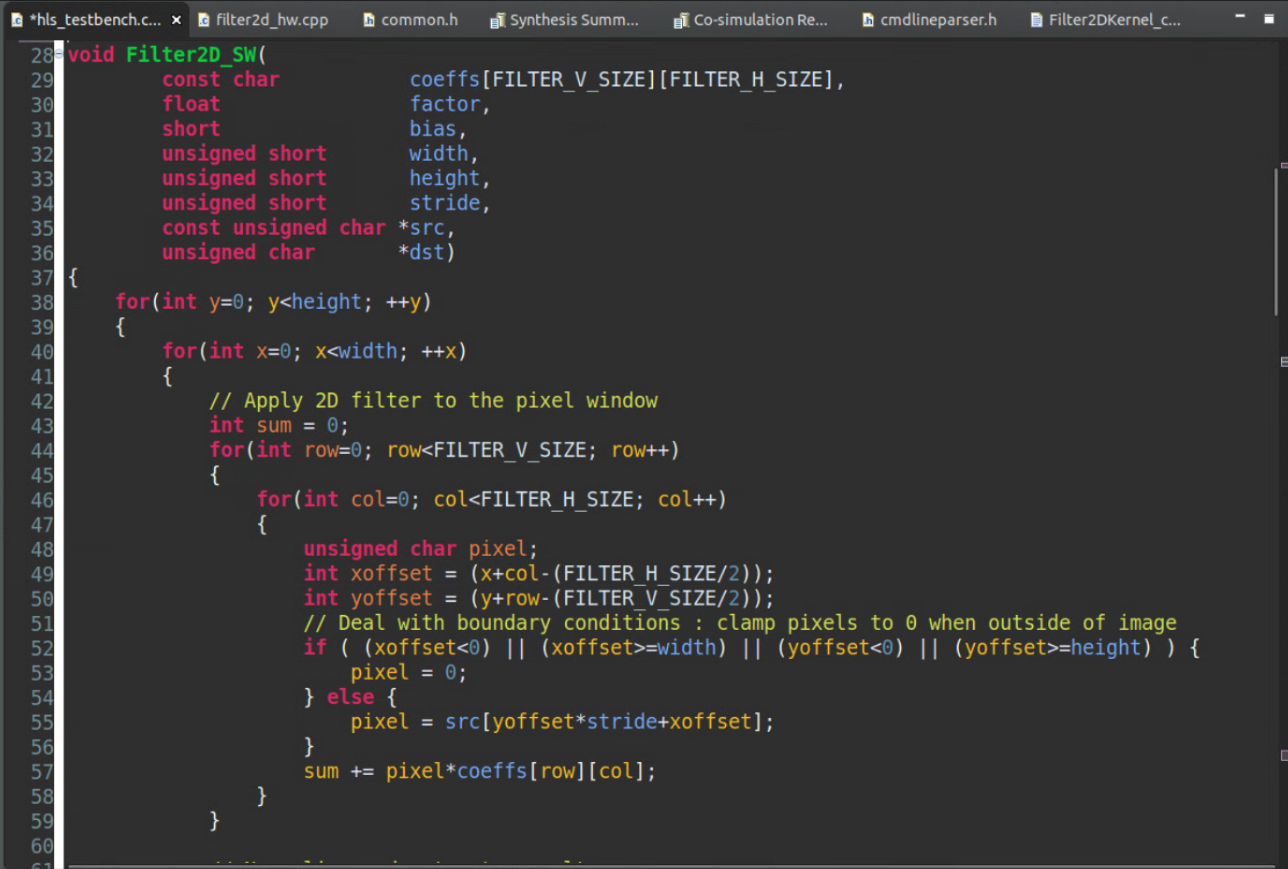 *hls_testbench.c... filter2d_hw.cpp common.h Synthesis Summ... Co-simulation Re... cmdlineparser.h Filter2DKernel_c...
28 void Filter2D_SW(
29         const char           coeffs[FILTER_V_SIZE][FILTER_H_SIZE],
30         float                factor,
31         short                bias,
32         unsigned short       width,
33         unsigned short       height,
34         unsigned short       stride,
35         const unsigned char *src,
36         unsigned char       *dst)
37 {
38     for(int y=0; y<height; ++y)
39     {
40         for(int x=0; x<width; ++x)
41         {
42             // Apply 2D filter to the pixel window
43             int sum = 0;
44             for(int row=0; row<FILTER_V_SIZE; row++)
45             {
46                 for(int col=0; col<FILTER_H_SIZE; col++)
47                 {
48                     unsigned char pixel;
49                     int xoffset = (x+col-(FILTER_H_SIZE/2));
50                     int yoffset = (y+row-(FILTER_V_SIZE/2));
51                     // Deal with boundary conditions : clamp pixels to 0 when outside of image
52                     if ( (xoffset<0) || (xoffset>=width) || (yoffset<0) || (yoffset>=height) ) {
53                         pixel = 0;
54                     } else {
55                         pixel = src[yoffset*stride+xoffset];
56                     }
57                     sum += pixel*coeffs[row][col];
58                 }
59             }
60